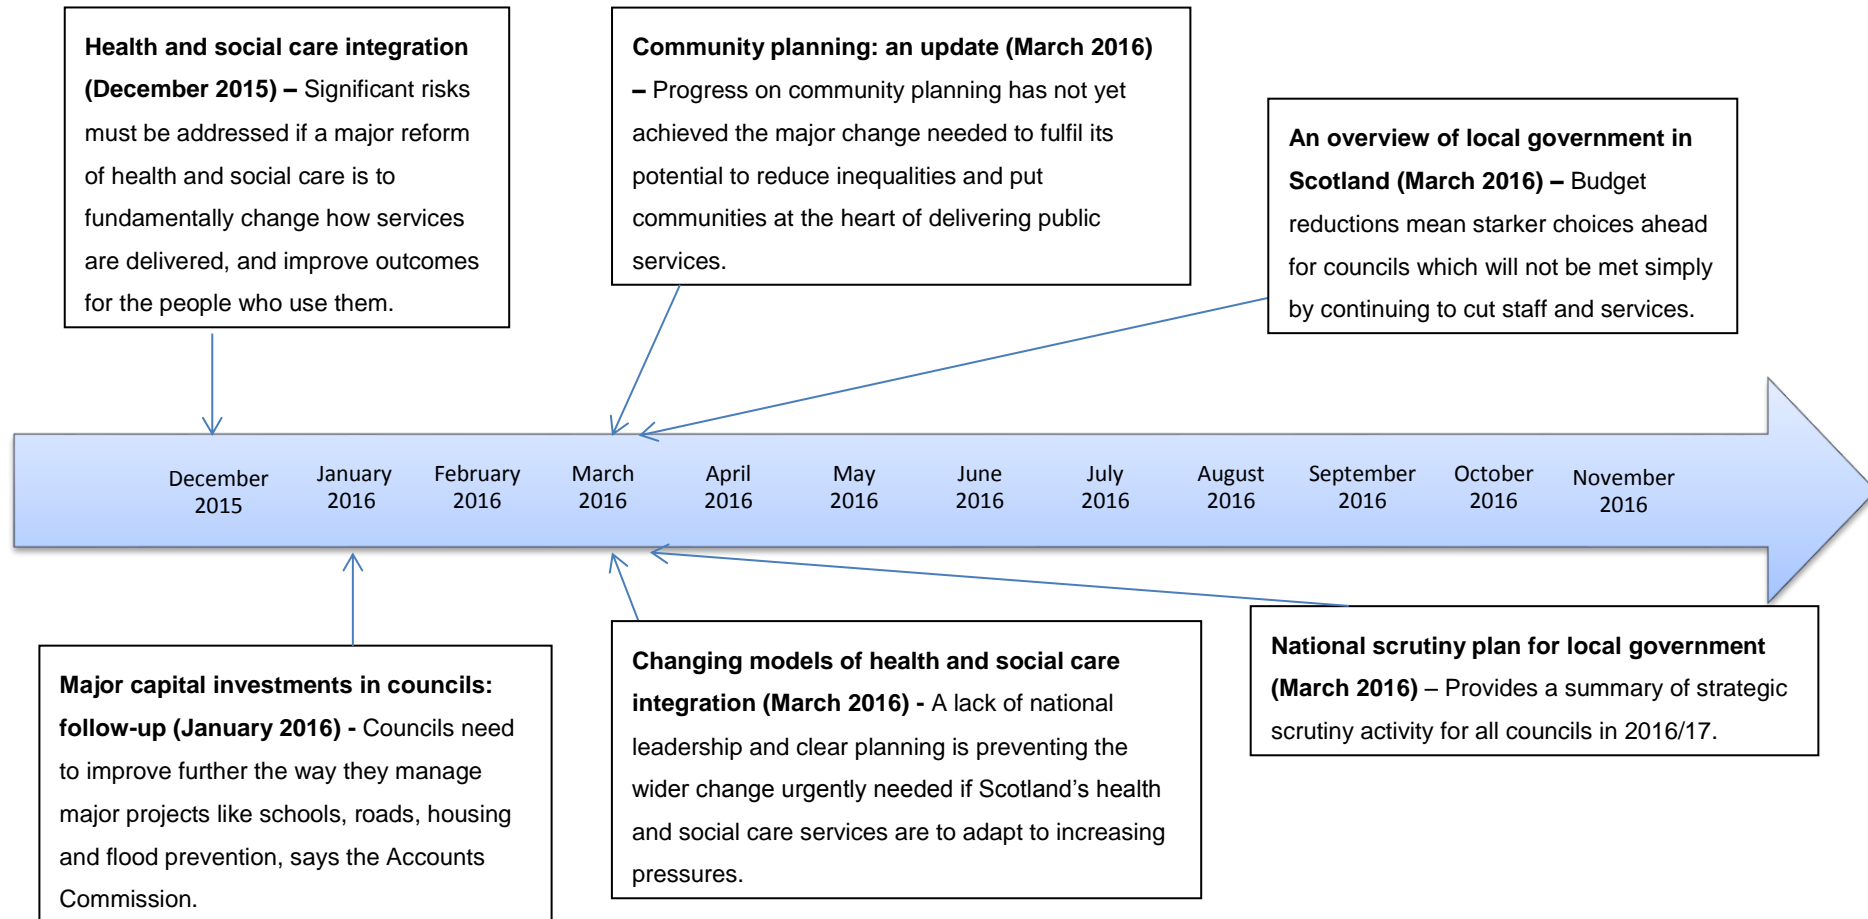 Health and social care integration
(December 2015) – Significant risks
must be addressed if a major reform
of health and social care is to
fundamentally change how services
are delivered, and improve outcomes
for the people who use them.
Community planning: an update (March 2016)
– Progress on community planning has not yet
achieved the major change needed to fulfil its
potential to reduce inequalities and put
communities at the heart of delivering public
services.
An overview of local government in
Scotland (March 2016) – Budget
reductions mean starker choices ahead
for councils which will not be met simply
by continuing to cut staff and services.
December
2015
January
2016
February
2016
March
2016
April
2016
May
2016
June
2016
July
2016
August
2016
September
2016
October
2016
November
2016
Major capital investments in councils:
follow-up (January 2016) - Councils need
to improve further the way they manage
major projects like schools, roads, housing
and flood prevention, says the Accounts
Commission.
Changing models of health and social care
integration (March 2016) - A lack of national
leadership and clear planning is preventing the
wider change urgently needed if Scotland’s health
and social care services are to adapt to increasing
pressures.
National scrutiny plan for local government
(March 2016) – Provides a summary of strategic
scrutiny activity for all councils in 2016/17.